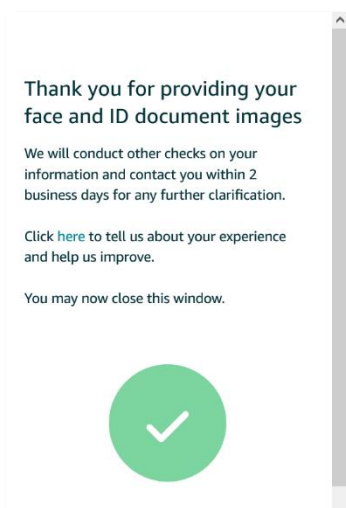 Thank you for providing your
face and ID document images
We will conduct other checks on your
information and contact you within 2
business days for any further clarification.
Click here to tell us about your experience
and help us improve.
You may now close this window.